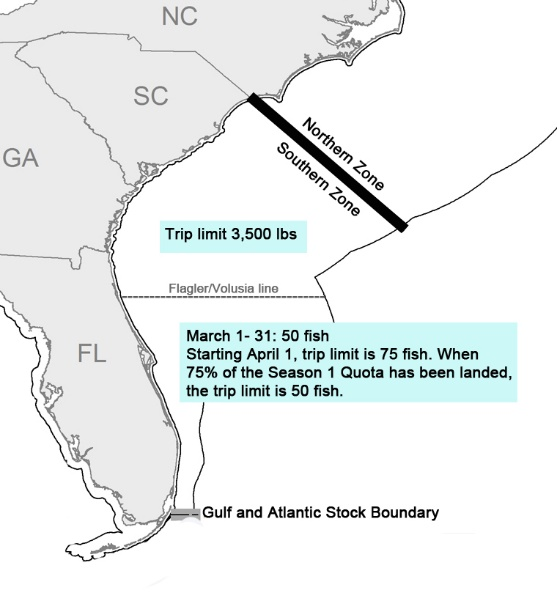 NC
SC
GA
Northern Zone
Southern Zone
Trip limit 3,500 lbs
Flagler/Volusia line
FL
March 1- 31: 50 fish
Starting April 1, trip limit is 75 fish. When
75% of the Season 1 Quota has been landed,
the trip limit is 50 fish.
Gulf and Atlantic Stock Boundary